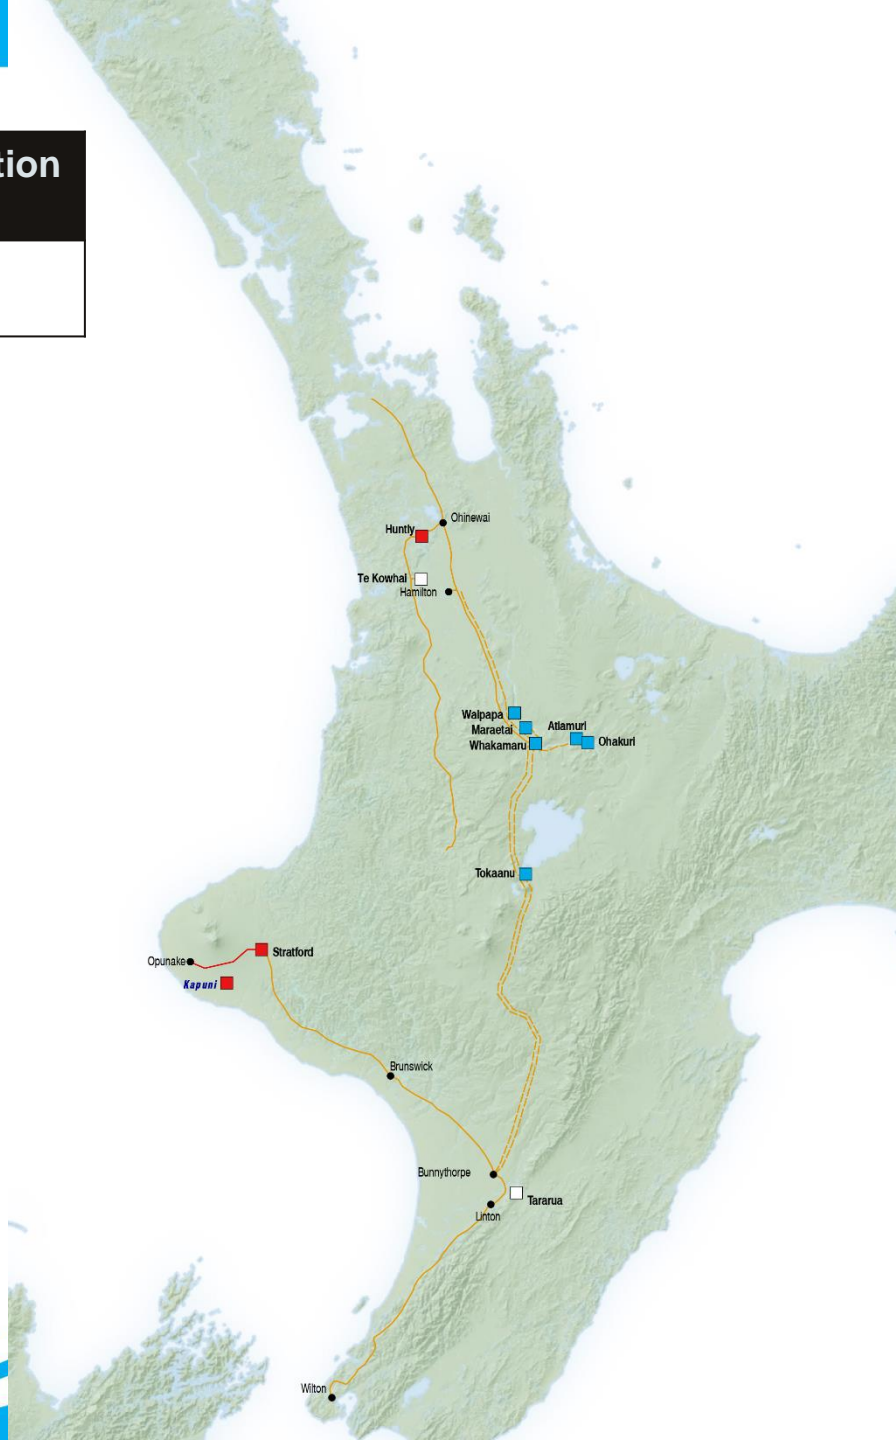 tion
Ohinewai
Huntly
Te Kowhai
Hamilton
Waipapa
Maraetai
Atiamuri
Whakamaru
Ohakuri
Tokaanu
Stratford
Opunake
Kapuni
Brunswick
Bunnythorpe
Tararua
Linton
Wilton